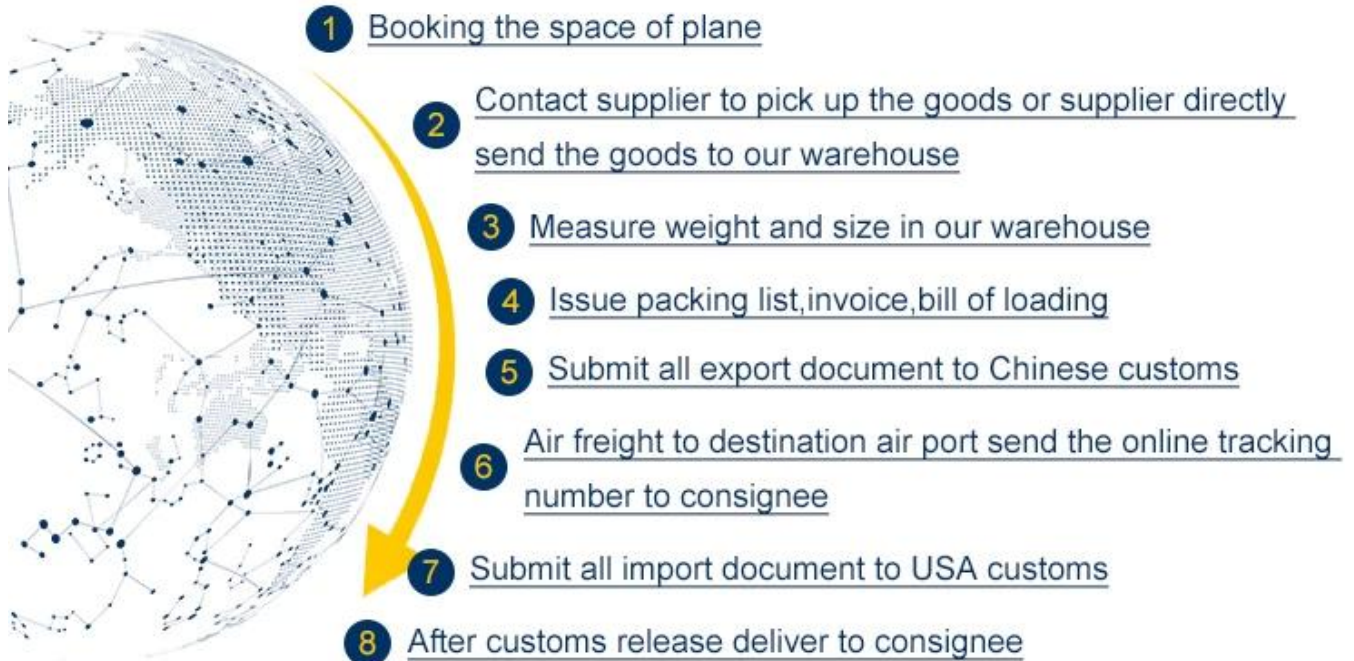 1 Booking the space of plane
2 Contact supplier to pick up the goods or supplier directly
send the goods to our warehouse
3 Measure weight and size in our warehouse
4 Issue packing list,invoice,bill of loading
5 Submit all export document to Chinese customs
6 Air freight to destination air port send the online tracking
number to consignee
7 Submit all import document to USA customs
8 After customs release deliver to consignee